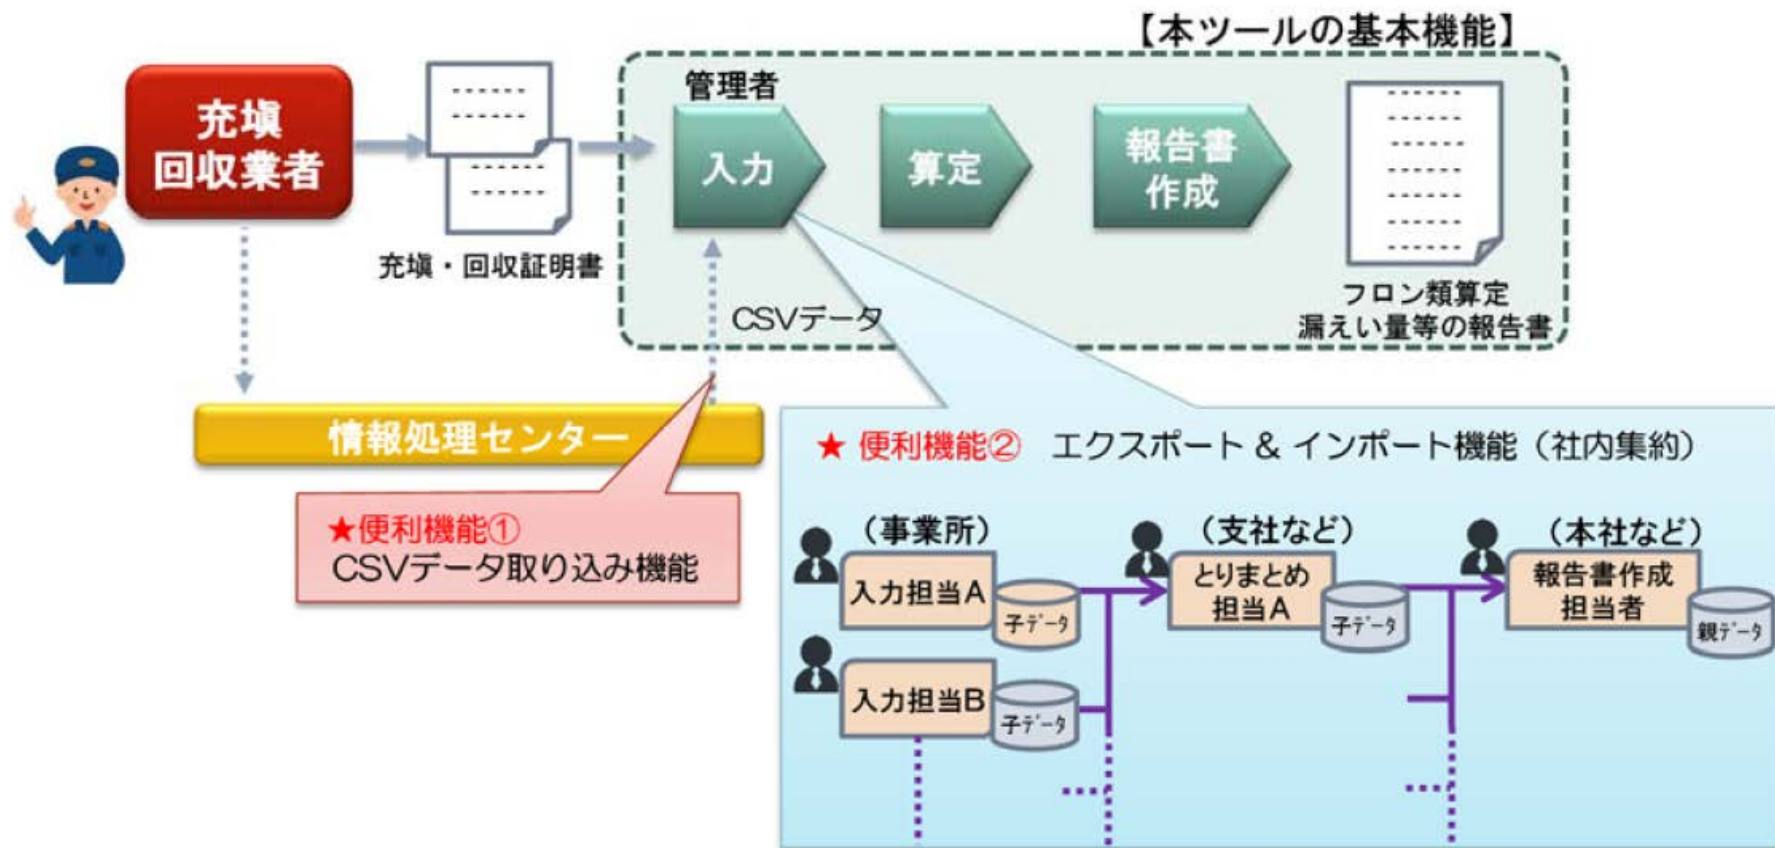 【本ツールの基本機能】
充塡
回収業者
充塡・回収証明書
管理者
入力
算定
報告書
作成
フロン類算定
漏えい量等の報告書
CSVデータ
情報処理センター
★便利機能①
CSVデータ取り込み機能
★ 便利機能② エクスポート & インポート機能（社内集約）
（事業所）
入力担当A
子ﾃﾞｰﾀ
入力担当B
子ﾃﾞｰﾀ
（支社など）
とりまとめ
担当A
子ﾃﾞｰﾀ
（本社など）
報告書作成
担当者
親ﾃﾞｰﾀ